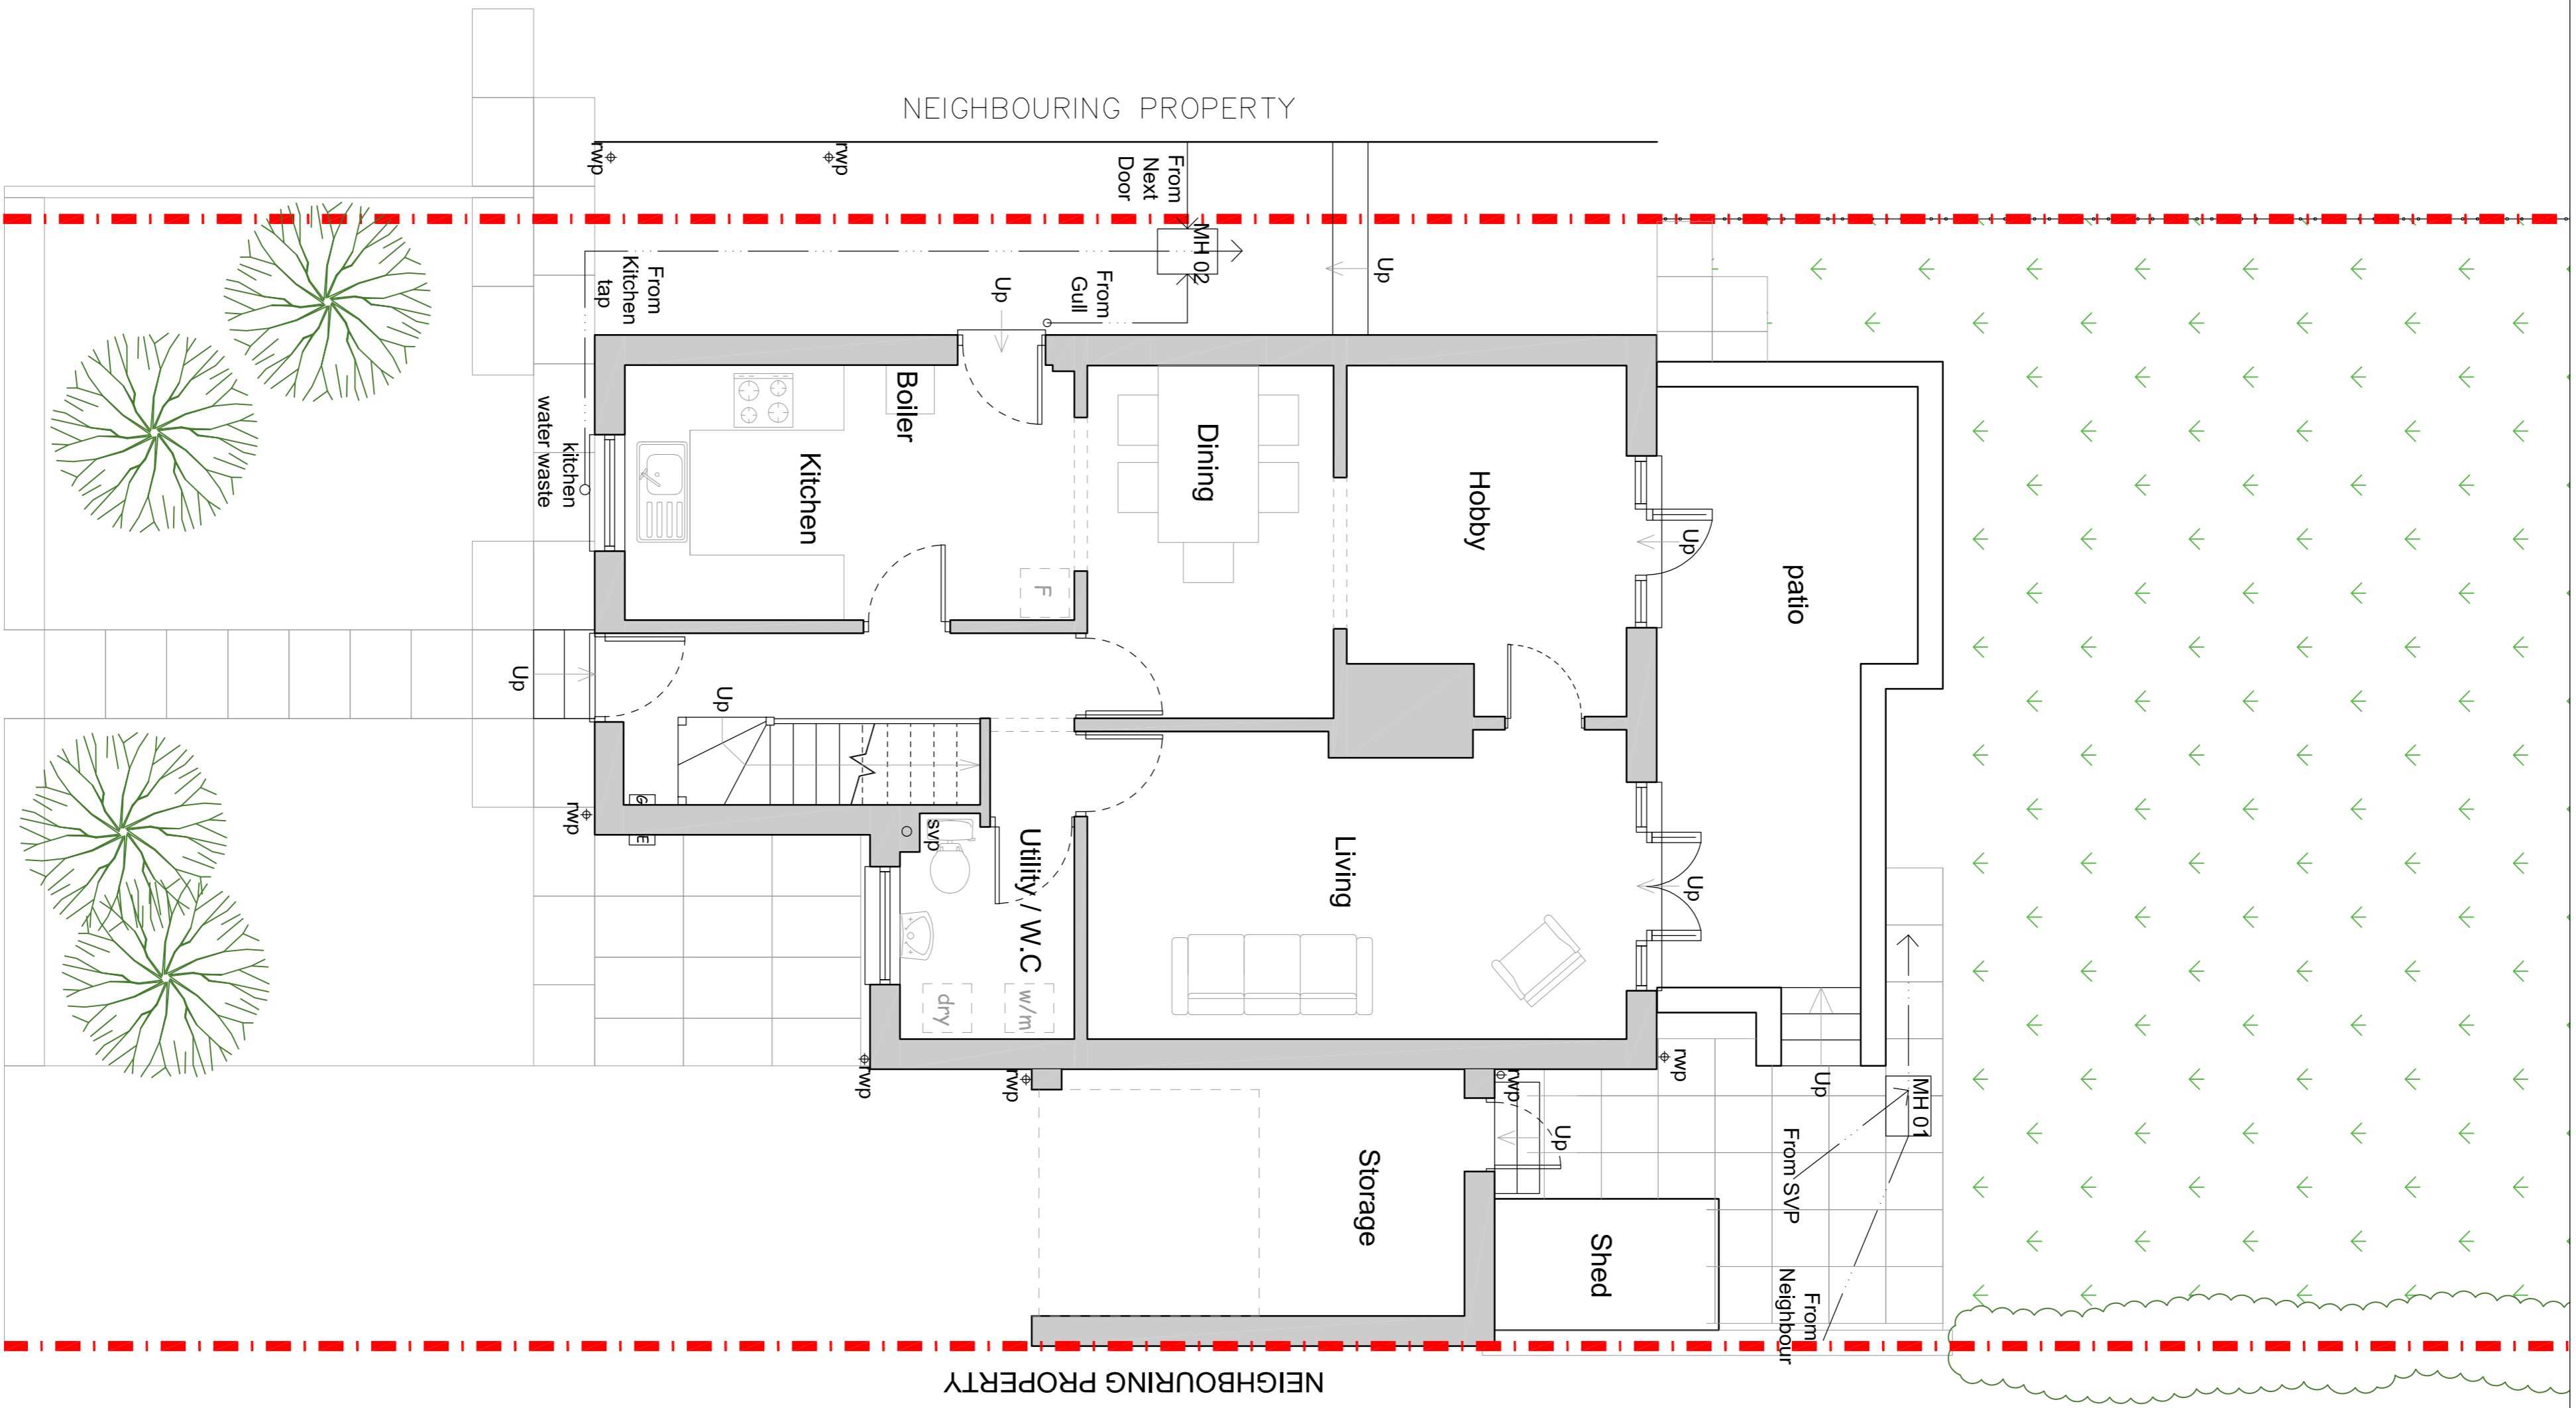 NEIGHBOURING PROPERTY
rwp
rwp
From
Next
Door
MH 02
Up
From
Kitchen
tap
Up
From
Gull
Boiler
Kitchen
Dining
Hobby
kitchen
water waste
F
Up
patio
Up
Up
rwp
G
E
svp
Utility / W.C
Living
Up
dry
w/m
rwp
rwp
rwp
rwp
Up
MH 01
Up
From SVP
Storage
Shed
From
Neighbour
NEIGHBOURING PROPERTY